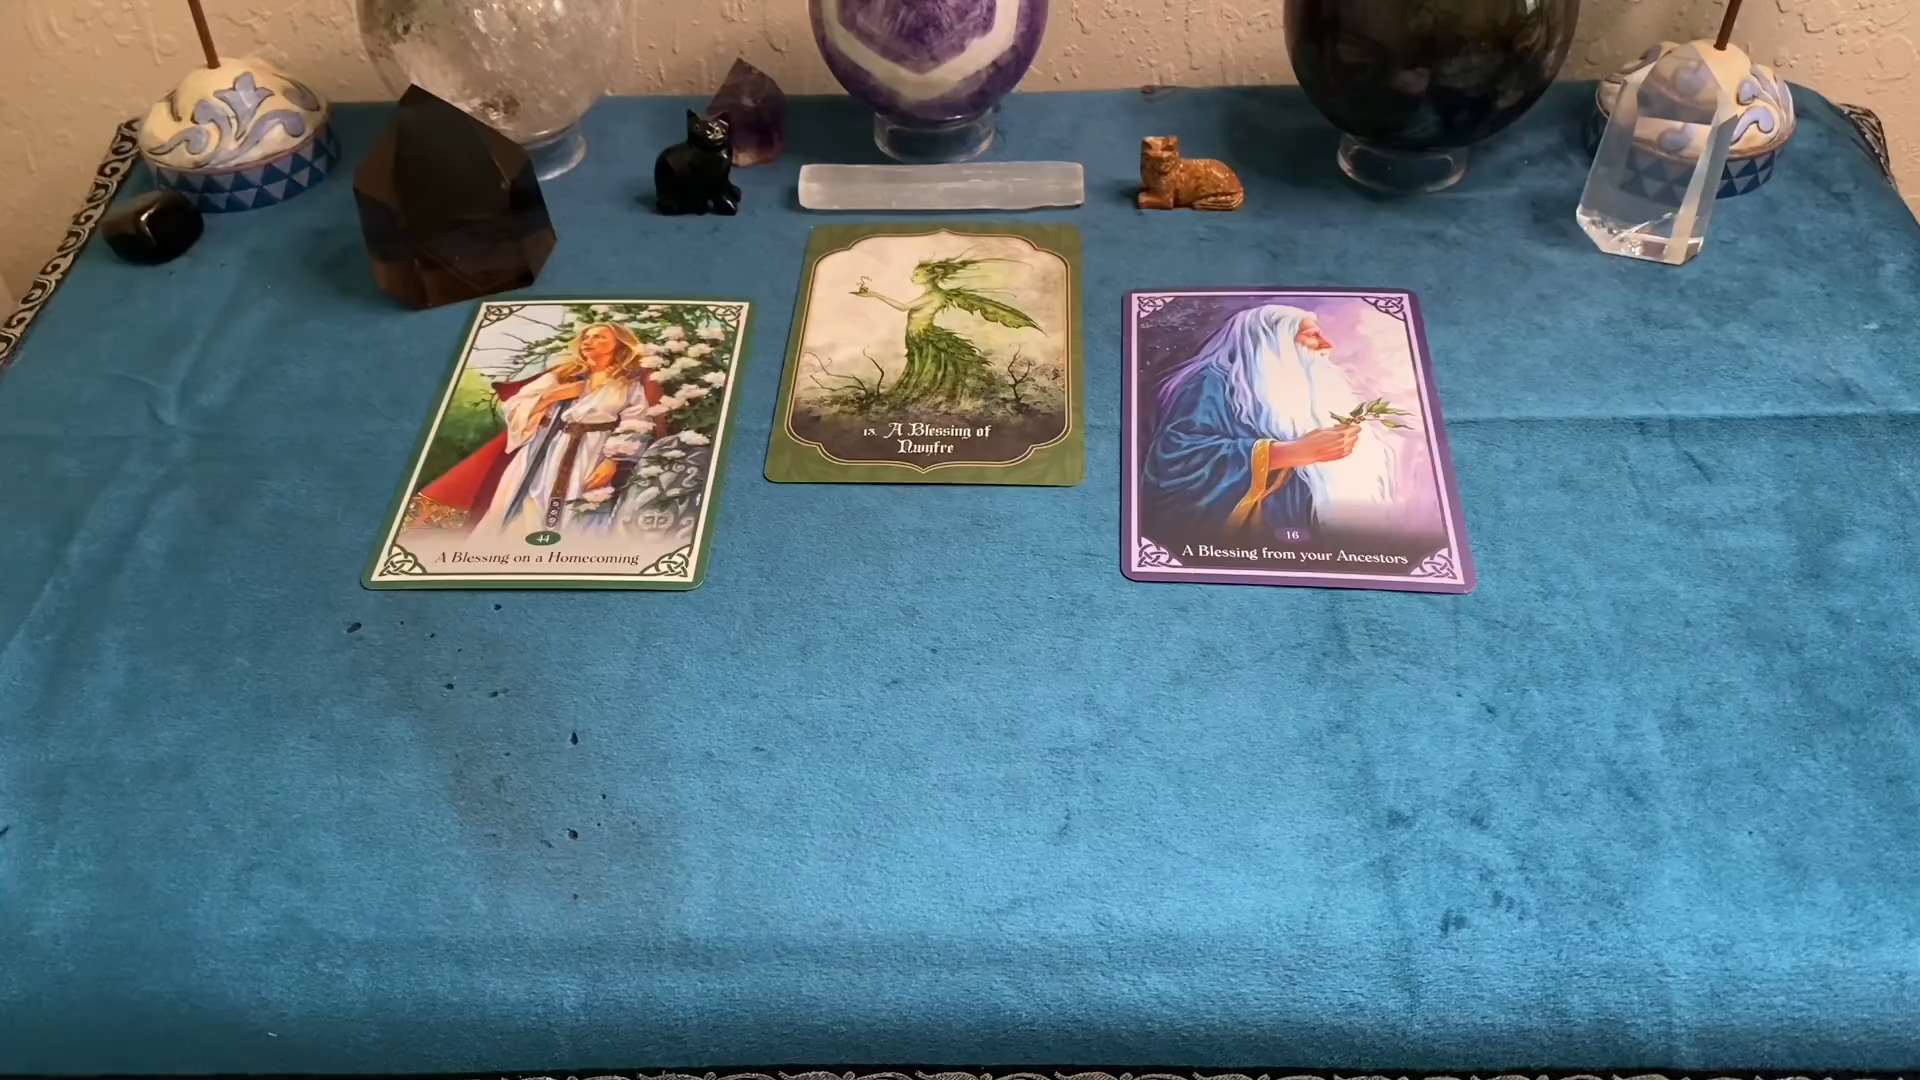 13. A Blessing of
Nwyfre
44
A Blessing on a Homecoming
16
A Blessing from your Ancestors